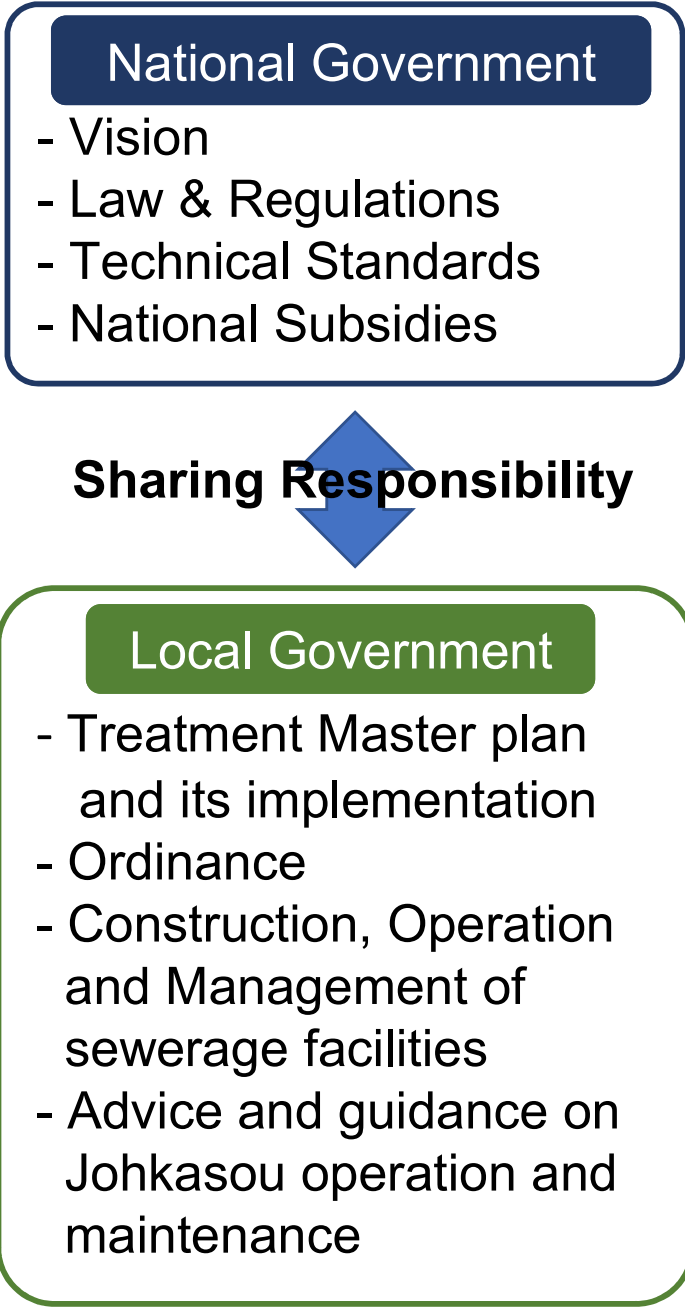 National Government
- Vision
- Law & Regulations
- Technical Standards
- National Subsidies
Sharing Responsibility
Local Government
- Treatment Master plan
and its implementation
- Ordinance
- Construction, Operation
and Management of
sewerage facilities
- Advice and guidance on
Johkasou operation and
maintenance